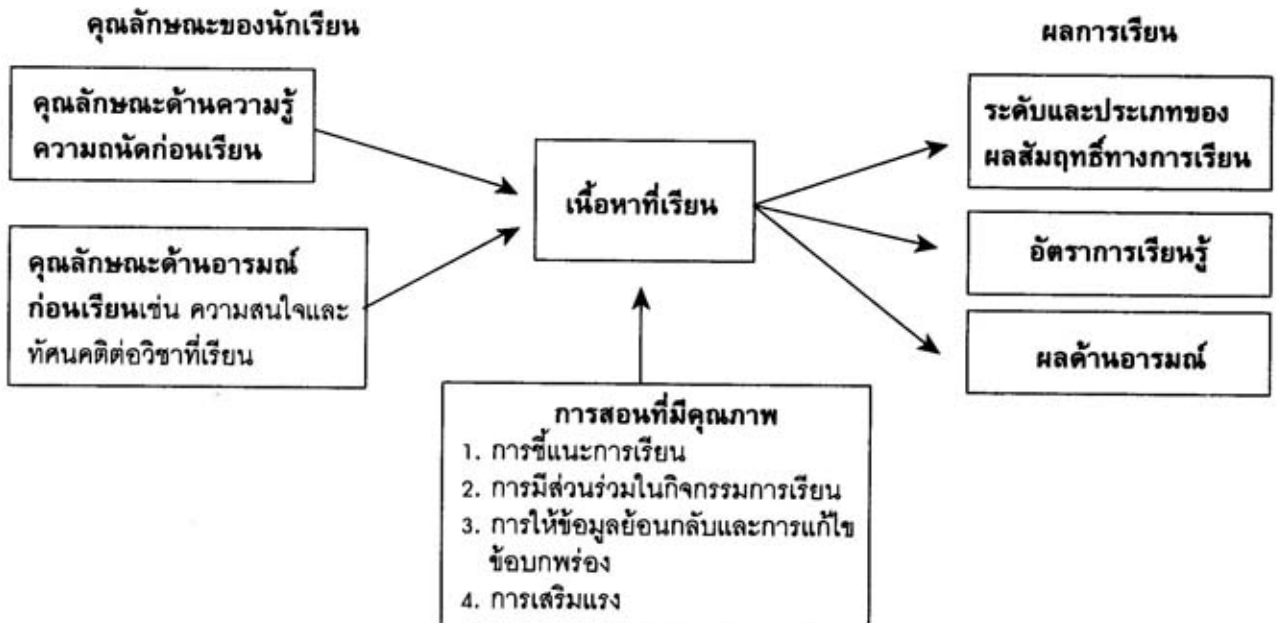 คุณลักษณะของนักเรียน
ผลการเรียน
คุณลักษณะด้านความรู้
ความถนัดก่อนเรียน
คุณลักษณะด้านอารมณ์
ก่อนเรียนเช่น ความสนใจและ
ทัศนคติต่อวิชาที่เรียน
เนื้อหาที่เรียน
ระดับและประเภทของ
ผลสัมฤทธิ์ทางการเรียน
อัตราการเรียนรู้
ผลด้านอารมณ์
การสอนที่มีคุณภาพ
1. การชี้แนะการเรียน
2. การมีส่วนร่วมในกิจกรรมการเรียน
3. การให้ข้อมูลย้อนกลับและการแก้ไข
ข้อบกพร่อง
4. การเสริมแรง